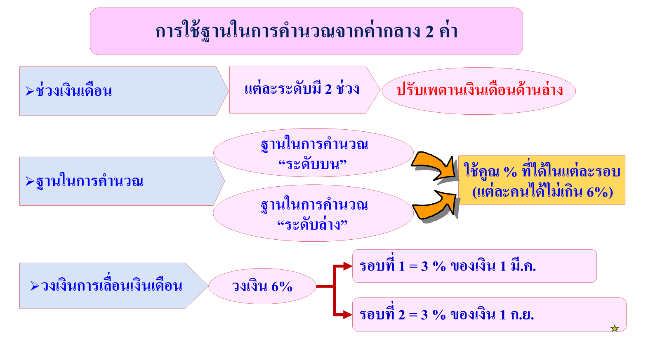 การใช้ฐานในการคำนวณจากค่ากลาง 2 ค่า
➢ช่วงเงินเดือน
แต่ละระดับมี 2 ช่วง
ปรับเพดานเงินเดือนด้านล่าง
➢ฐานในการคำนวณ
ฐานในการคำนวณ
“ระดับบน”
ฐานในการคำนวณ
“ระดับล่าง”
ใช้คูณ % ที่ได้ในแต่ละรอบ
(แต่ละคนได้ไม่เกิน 6%)
➢วงเงินการเลื่อนเงินเดือน
วงเงิน 6%
รอบที่ 1 = 3 % ของเงิน 1 มี.ค.
รอบที่ 2 = 3 % ของเงิน 1 ก.ย.